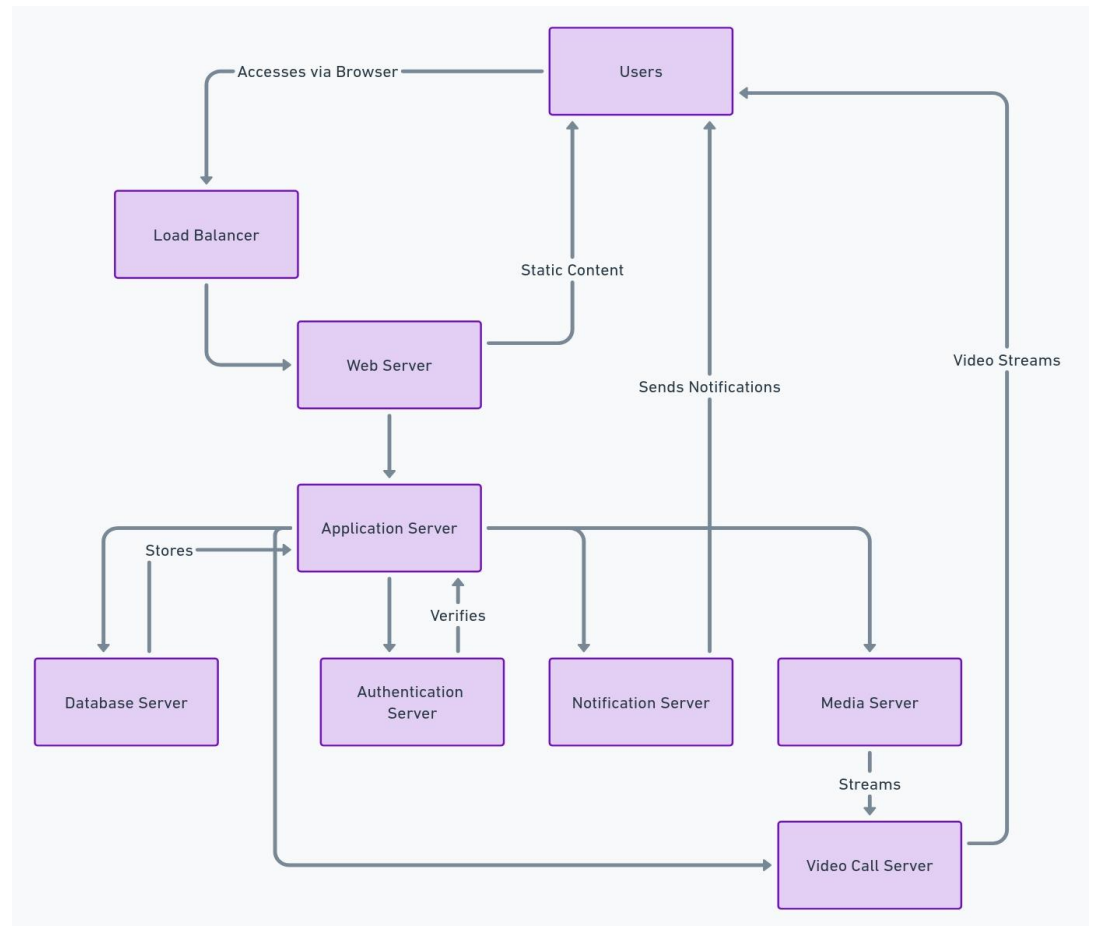 Users
Accesses via Browser
Load Balancer
Static Content
Web Server
Video Streams
Sends Notifications
Application Server
Stores
Verifies
Database Server
Authentication
Server
Notification Server
Media Server
Streams
Video Call Server